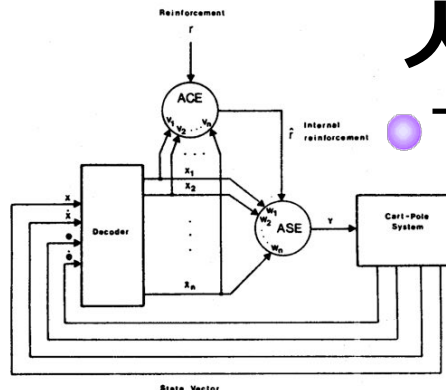 Reinforcement
r
ACE
v1 v2 ... vn
r̂
Internal
reinforcement
x1
x2
x
ẋ
θ
θ̇
Decoder
w1
w2
wn
ASE
Y
Cart-Pole
System
xn
State Vector